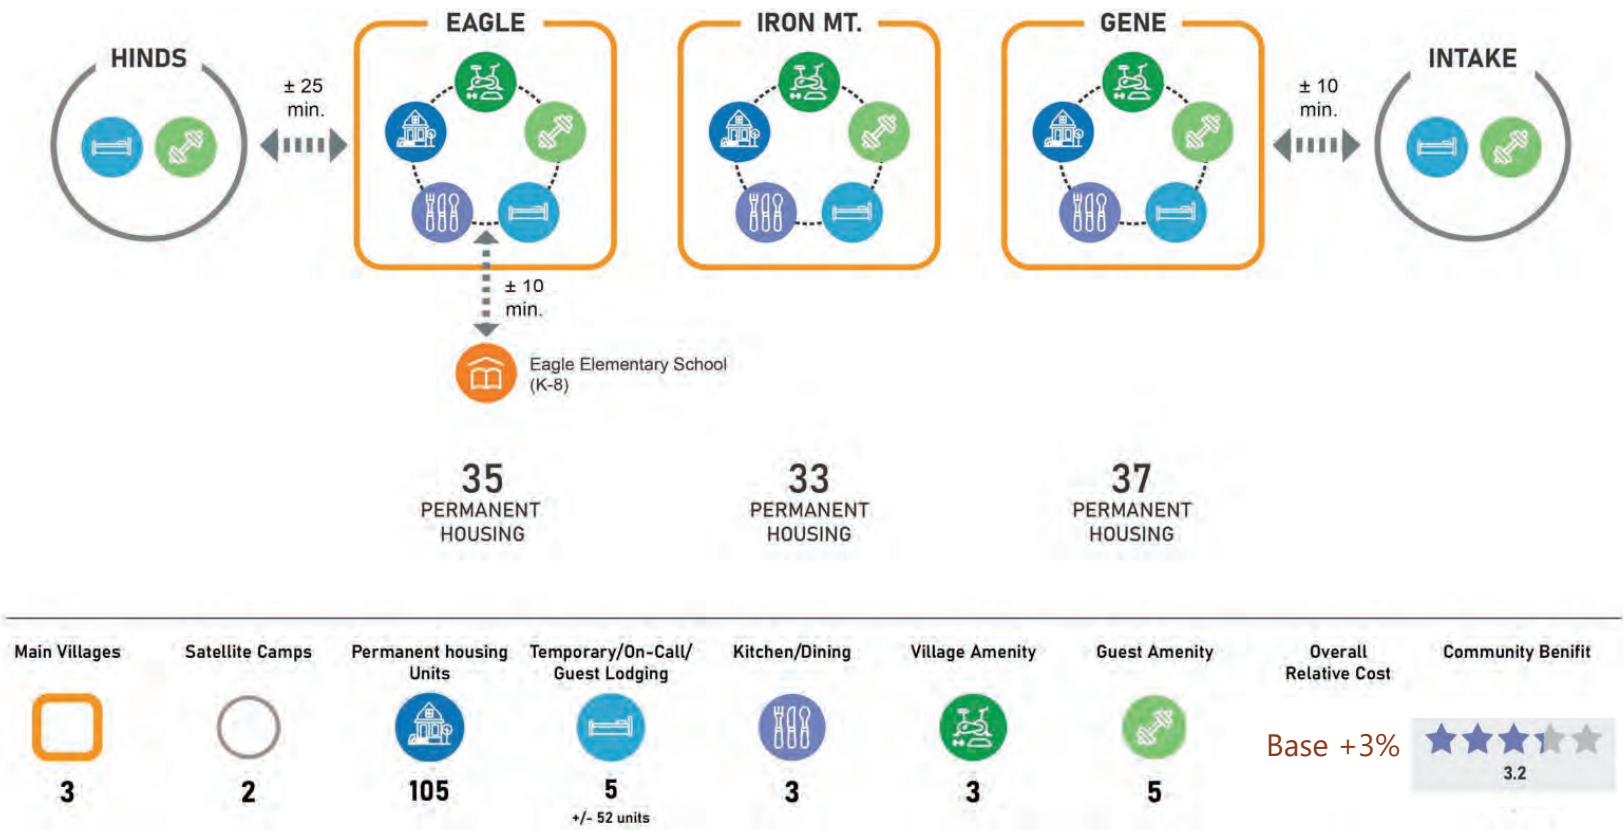 EAGLE
IRON MT.
GENE
HINDS
INTAKE
± 25
min.
± 10
min.
± 10
min.
Eagle Elementary School
(K-8)
35
PERMANENT
HOUSING
33
PERMANENT
HOUSING
37
PERMANENT
HOUSING
Main Villages
3
Satellite Camps
2
Permanent housing
Units
105
Temporary/On-Call/
Guest Lodging
5
+/- 52 units
Kitchen/Dining
3
Village Amenity
3
Guest Amenity
5
Overall
Relative Cost
Base +3%
Community Benifit
3.2